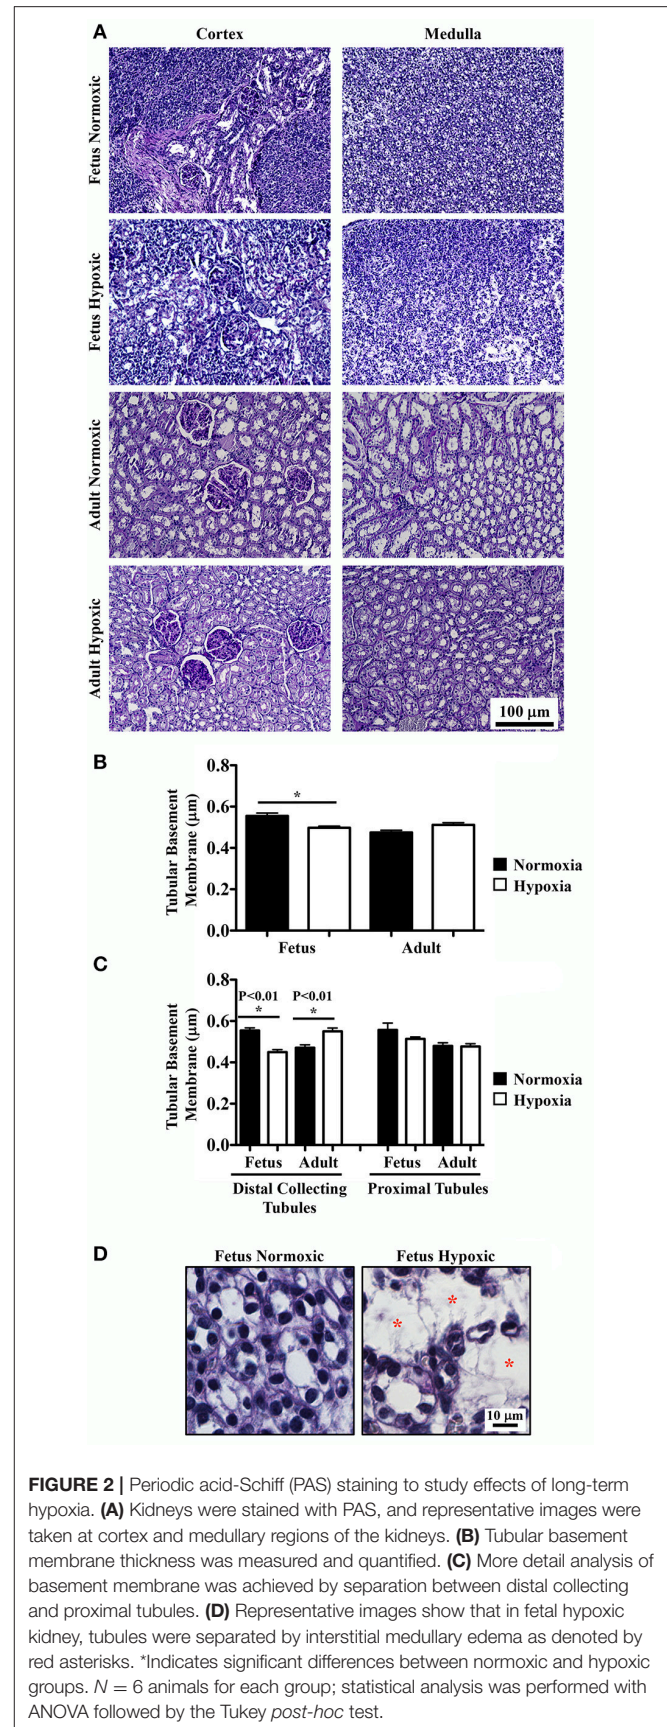 A
Cortex Medulla
Fetus Normoxic
Fetus Hypoxic
Adult Normoxic
Adult Hypoxic
100 μm
B
Tubular Basement
Membrane (μm)
0.8
0.6
0.4
0.2
0.0
*
Fetus Adult
Normoxia
Hypoxia
C
Tubular Basement
Membrane (μm)
0.8
0.6
0.4
0.2
0.0
P<0.01 P<0.01
* *
Fetus Adult Fetus Adult
Distal Collecting Proximal Tubules
Tubules
Normoxia
Hypoxia
D
Fetus Normoxic Fetus Hypoxic
*
*
*
10 μm
FIGURE 2 | Periodic acid-Schiff (PAS) staining to study effects of long-term
hypoxia. (A) Kidneys were stained with PAS, and representative images were
taken at cortex and medullary regions of the kidneys. (B) Tubular basement
membrane thickness was measured and quantified. (C) More detail analysis of
basement membrane was achieved by separation between distal collecting
and proximal tubules. (D) Representative images show that in fetal hypoxic
kidney, tubules were separated by interstitial medullary edema as denoted by
red asterisks. *Indicates significant differences between normoxic and hypoxic
groups. N = 6 animals for each group; statistical analysis was performed with
ANOVA followed by the Tukey post-hoc test.